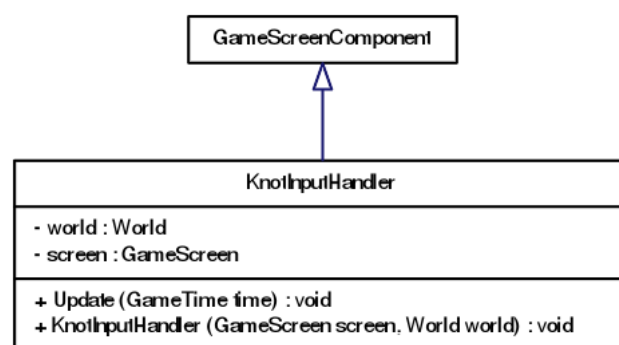 GameScreenComponent
KnotInputHandler
- world : World
- screen : GameScreen
+ Update (GameTime time) : void
+ KnotInputHandler (GameScreen screen, World world) : void